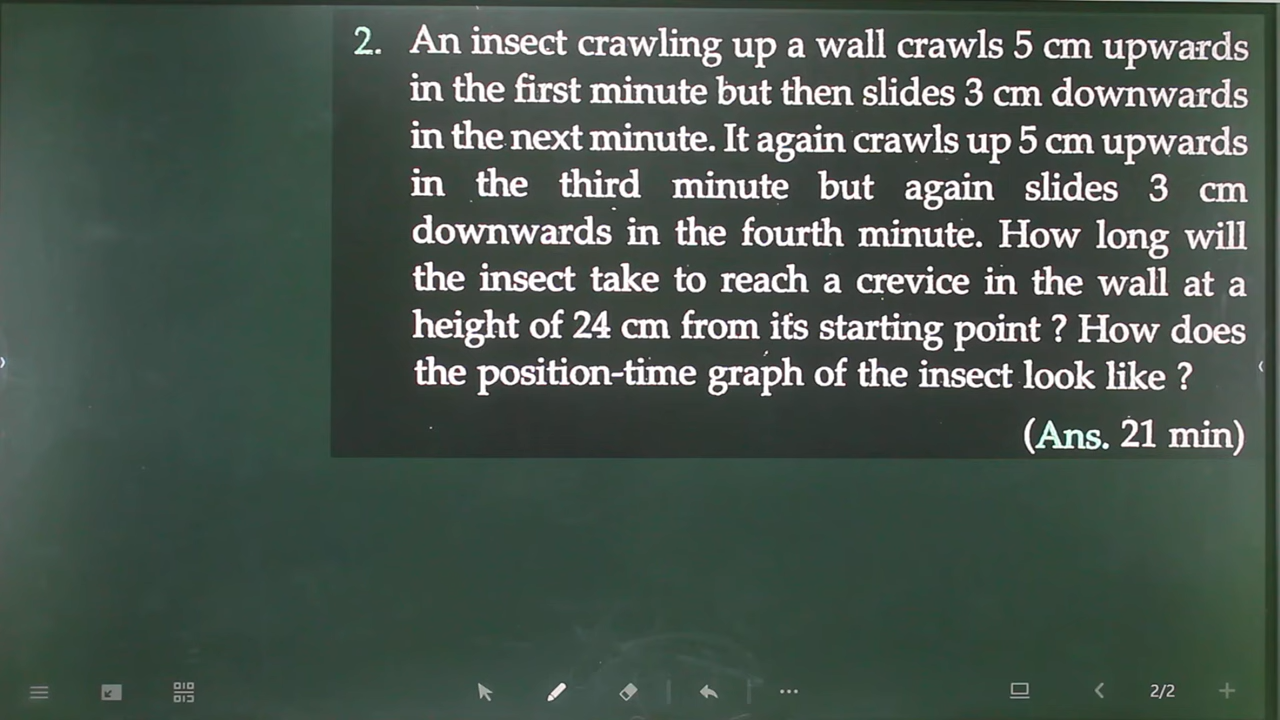 2. An insect crawling up a wall crawls 5 cm upwards
in the first minute but then slides 3 cm downwards
in the next minute. It again crawls up 5 cm upwards
in the third minute but again slides 3 cm
downwards in the fourth minute. How long will
the insect take to reach a crevice in the wall at a
height of 24 cm from its starting point ? How does
the position-time graph of the insect look like ?
(Ans. 21 min)
2/2